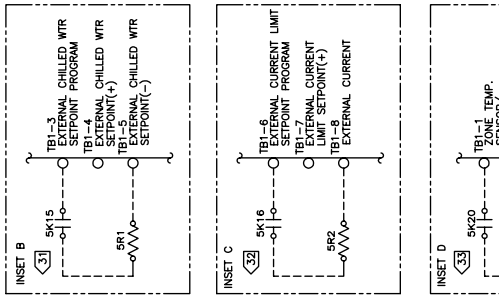 INSET B
31
5K15
5R1
TB1-3
EXTERNAL CHILLED WTR
SETPOINT PROGRAM
TB1-4
EXTERNAL CHILLED WTR
SETPOINT(+)
TB1-5
EXTERNAL CHILLED WTR
SETPOINT(-)
INSET C
32
5K16
5R2
TB1-6
EXTERNAL CURRENT LIMIT
SETPOINT PROGRAM
TB1-7
EXTERNAL CURRENT
LIMIT SETPOINT(+)
TB1-8
EXTERNAL CURRENT
INSET D
33
5K20
TB1-1
ZONE TEMP.